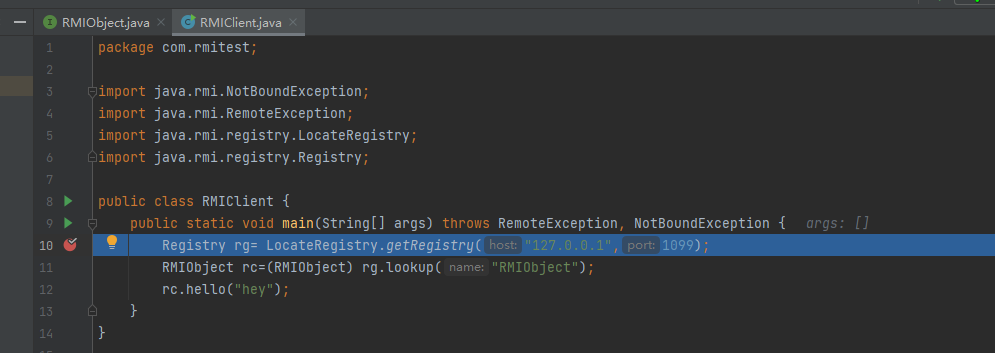 RMIObject.java × RMIClient.java ×
1 package com.rmitest;
2
3 import java.rmi.NotBoundException;
4 import java.rmi.RemoteException;
5 import java.rmi.registry.LocateRegistry;
6 import java.rmi.registry.Registry;
7
8 public class RMIClient {
9 public static void main(String[] args) throws RemoteException, NotBoundException { args: []
10 Registry rg= LocateRegistry.getRegistry( host: "127.0.0.1", port: 1099);
11 RMIObject rc=(RMIObject) rg.lookup( name: "RMIObject");
12 rc.hello("hey");
13 }
14 }